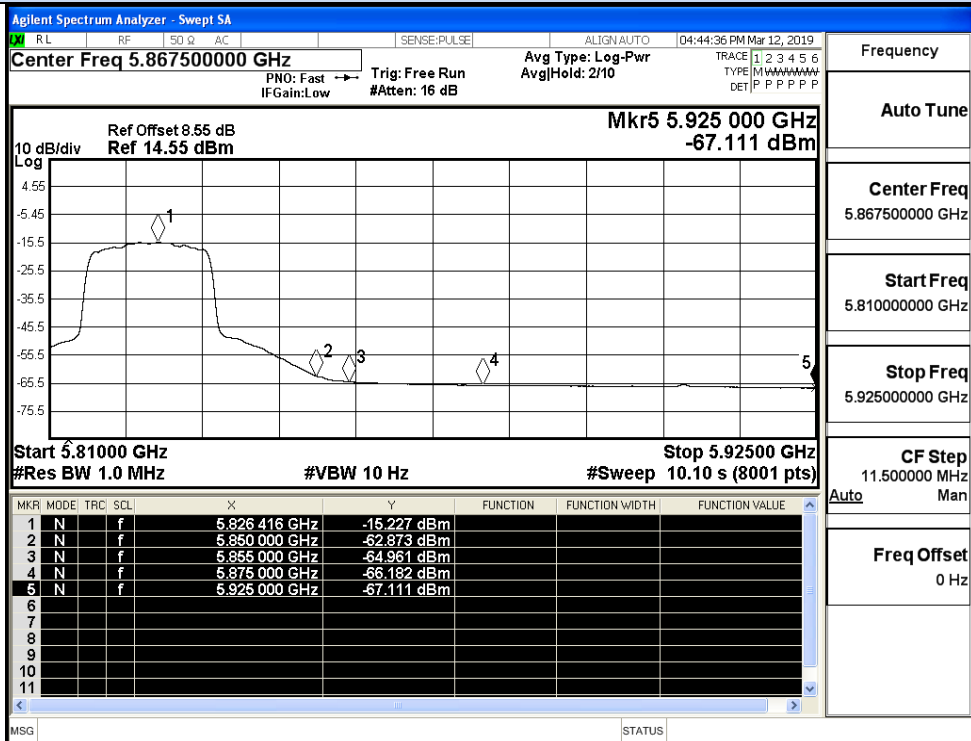 Agilent Spectrum Analyzer - Swept SA
LXI RL RF 50 Ω AC SENSE:PULSE ALIGN AUTO 04:44:36 PM Mar 12, 2019
Center Freq 5.867500000 GHz
PNO: Fast
IFGain:Low
Trig: Free Run
#Atten: 16 dB
Avg Type: Log-Pwr
Avg|Hold: 2/10
TRACE 1 2 3 4 5 6
TYPE M WWWWW
DET P P P P P P
Ref Offset 8.55 dB
10 dB/div Ref 14.55 dBm
Log
Mkr5 5.925 000 GHz
-67.111 dBm
4.55
-5.45
-15.5
-25.5
-35.5
-45.5
-55.5
-65.5
-75.5
1
2
3
4
5
Start 5.81000 GHz Stop 5.92500 GHz
#Res BW 1.0 MHz #VBW 10 Hz #Sweep 10.10 s (8001 pts)
MKR MODE TRC SCL X Y FUNCTION FUNCTION WIDTH FUNCTION VALUE
1 N f 5.826 416 GHz -15.227 dBm
2 N f 5.850 000 GHz -62.873 dBm
3 N f 5.855 000 GHz -64.961 dBm
4 N f 5.875 000 GHz -66.182 dBm
5 N f 5.925 000 GHz -67.111 dBm
6
7
8
9
10
11
MSG STATUS
Frequency
Auto Tune
Center Freq
5.867500000 GHz
Start Freq
5.810000000 GHz
Stop Freq
5.925000000 GHz
CF Step
11.500000 MHz
Auto Man
Freq Offset
0 Hz